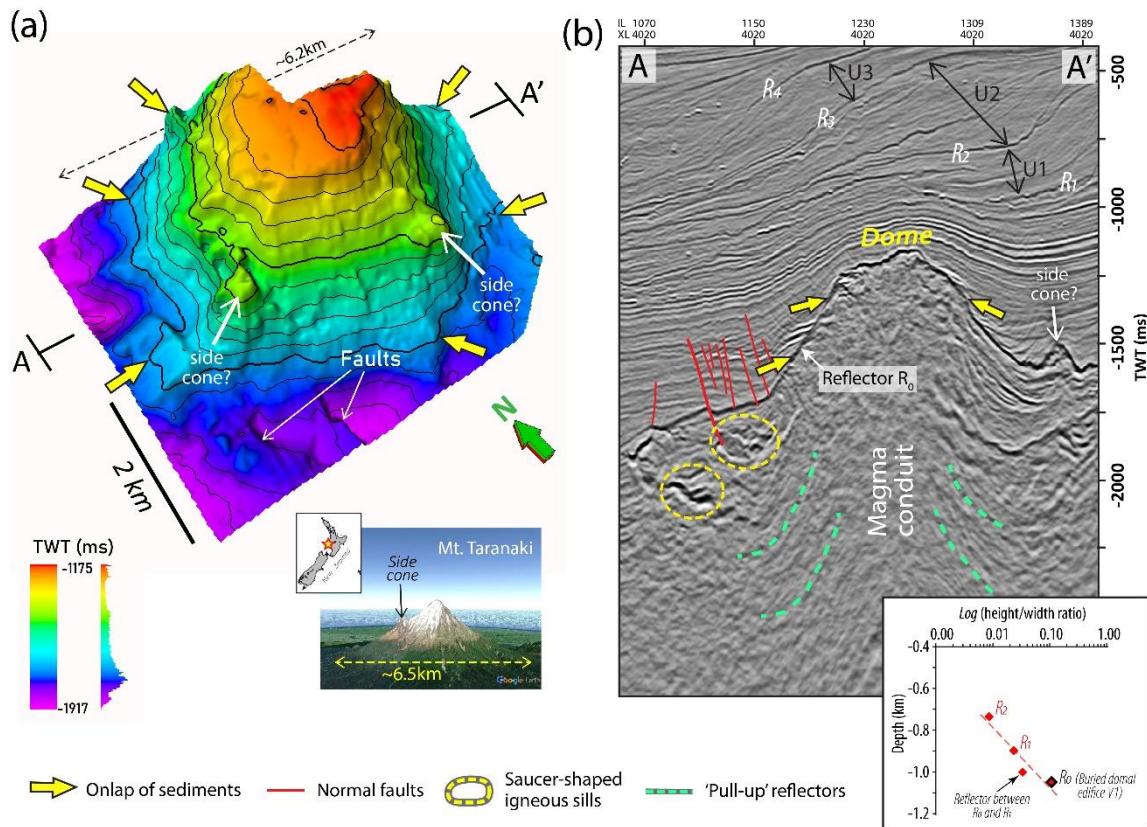 (a)
~6.2km
A'
side
cone?
side
cone?
A
Faults
2 km
N
TWT (ms)
-1175
-1917
New Zealand
Mt. Taranaki
Side
cone
~6.5km
Google Earth
(b)
IL 1070 1150 1230 1309 1389
XL 4020 4020 4020 4020 4020
A
A'
-500
-1000
-1500
-2000
TWT (ms)
R4
U3
R3
U2
R2
U1
R1
Dome
side
cone?
Reflector R0
Magma
conduit
Log (height/width ratio)
0.00 0.01 0.10 1.00
-0.4
-0.6
-0.8
-1.0
-1.2
Depth (km)
R2
R1
R0 (Buried domal
edifice V1)
Reflector between
R0 and R1
Onlap of sediments
Normal faults
Saucer-shaped
igneous sills
'Pull-up' reflectors